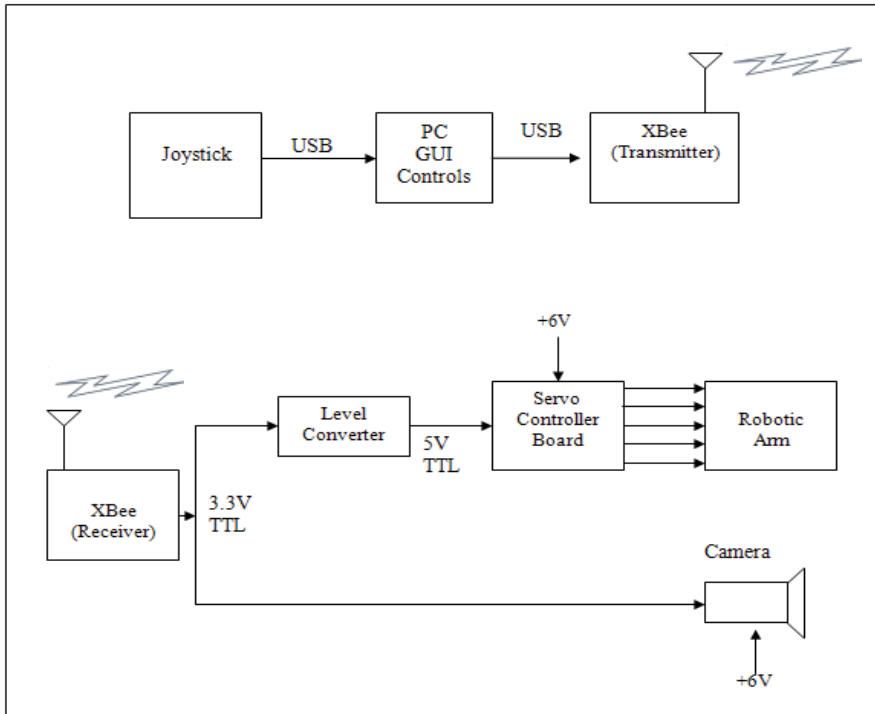 Joystick
USB
PC
GUI
Controls
USB
XBee
(Transmitter)
XBee
(Receiver)
3.3V
TTL
Level
Converter
5V
TTL
+6V
Servo
Controller
Board
Robotic
Arm
Camera
+6V